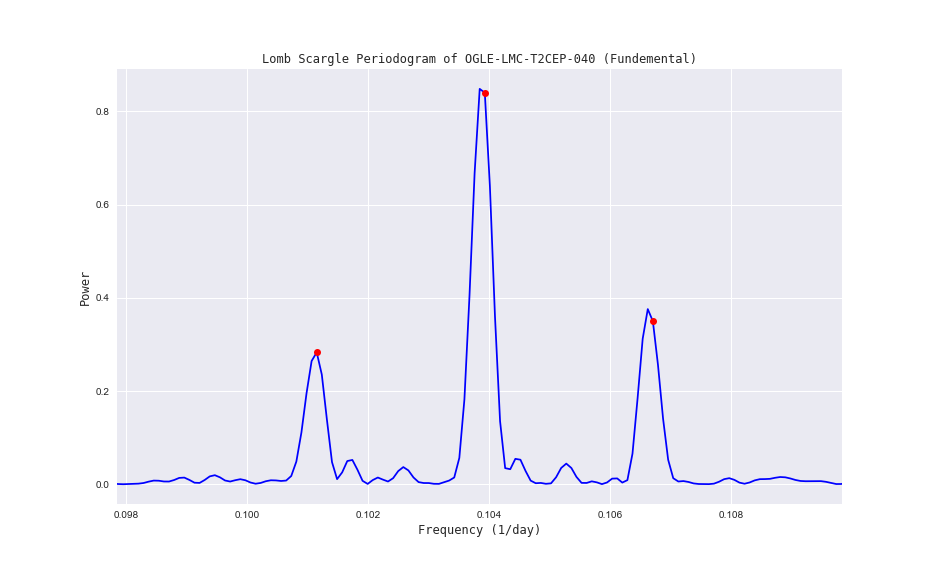 Lomb Scargle Periodogram of OGLE-LMC-T2CEP-040 (Fundemental)
0.8
0.6
0.4
0.2
0.0
Power
0.098 0.100 0.102 0.104 0.106 0.108
Frequency (1/day)